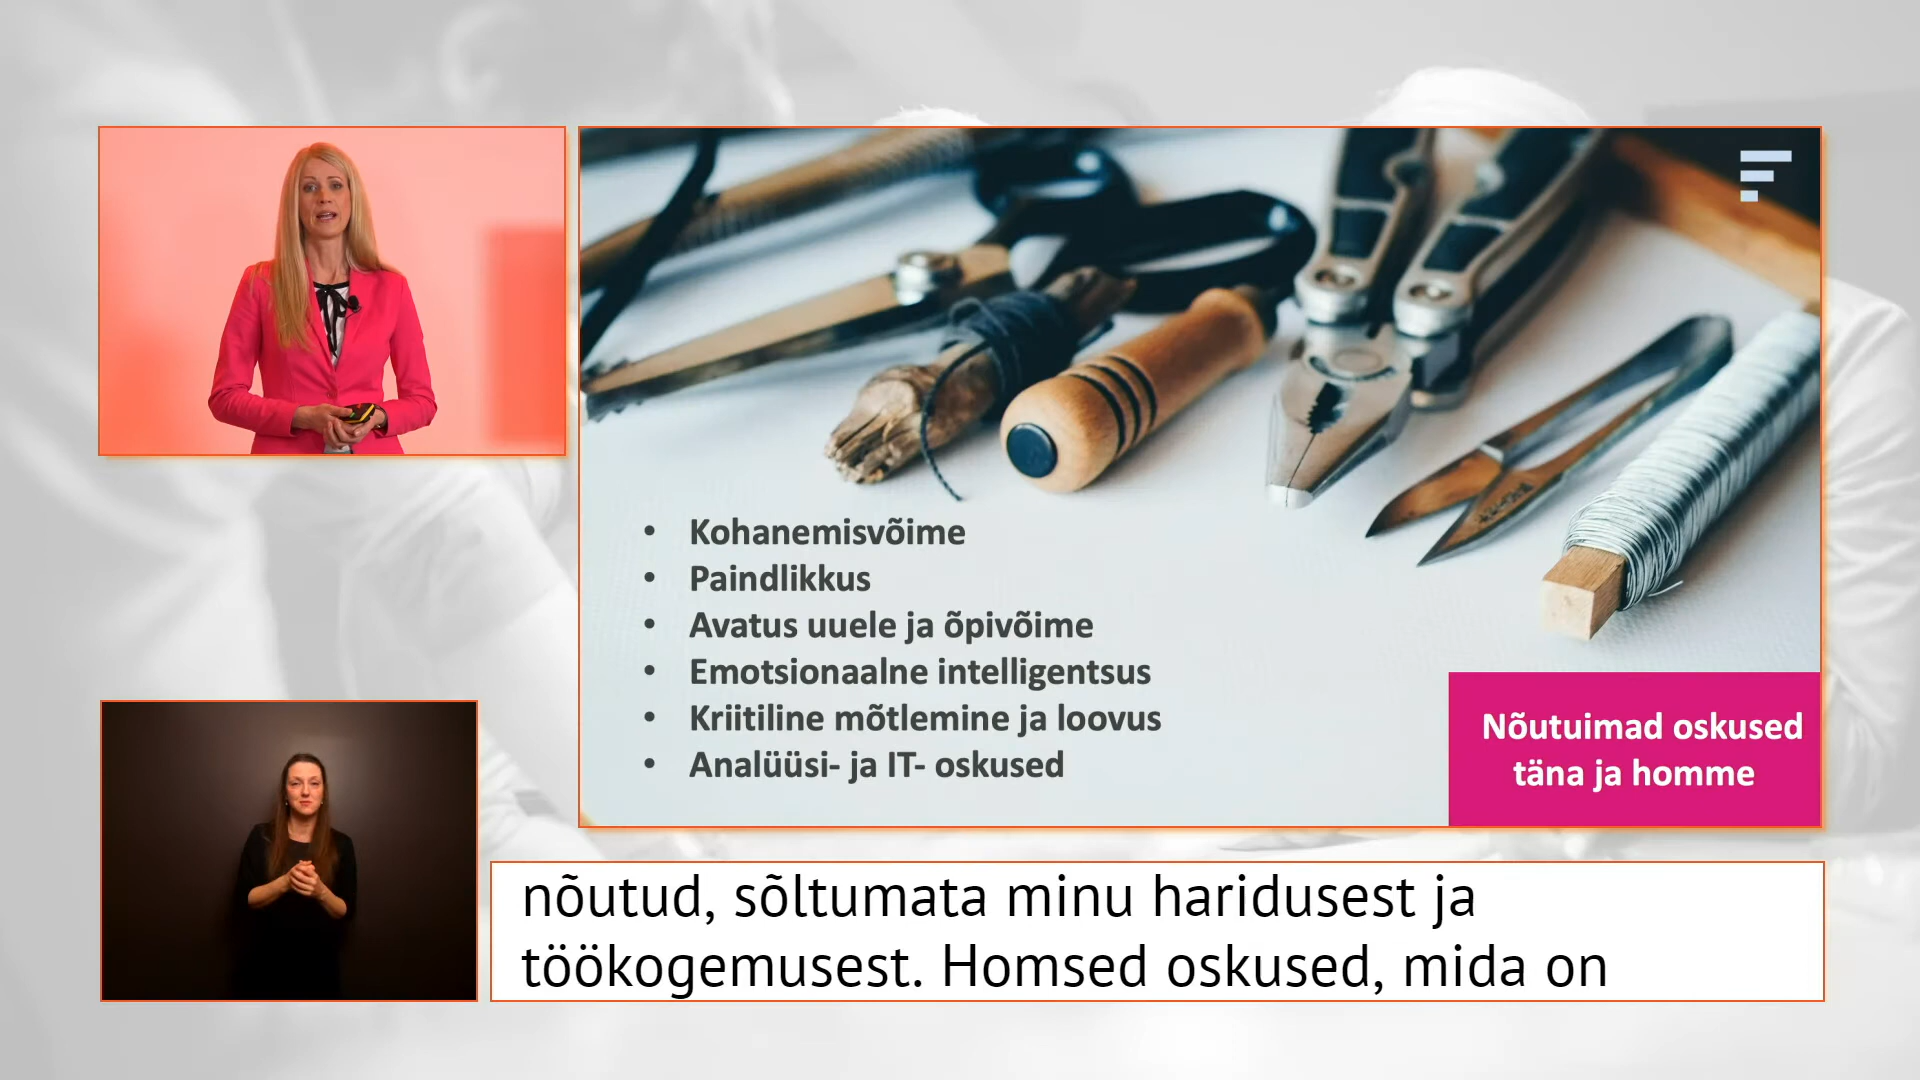 • Kohanemisvõime
• Paindlikkus
• Avatus uuele ja õpivõime
• Emotsionaalne intelligentsus
• Kriitiline mõtlemine ja loovus
• Analüüsi- ja IT- oskused
Nõutuimad oskused
täna ja homme
nõutud, sõltumata minu haridusest ja
töökogemusest. Homsed oskused, mida on